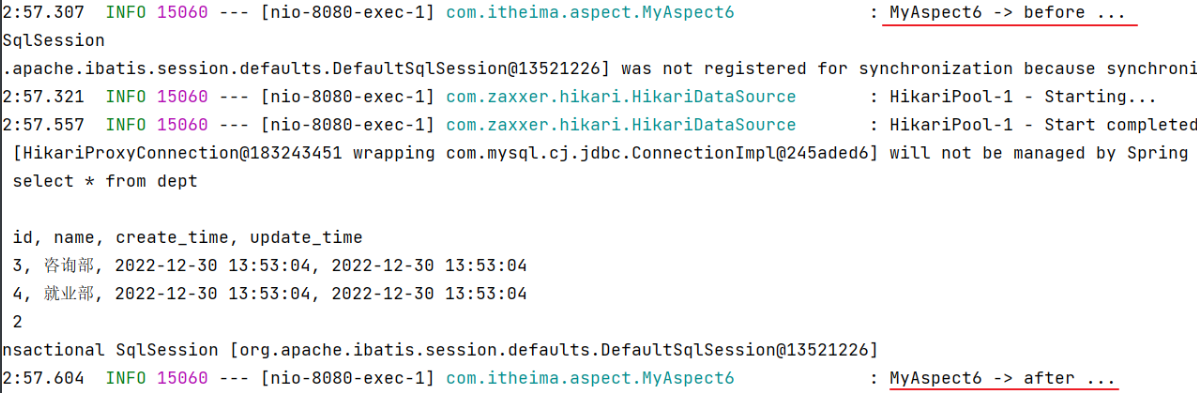 2:57.307  INFO 15060 --- [nio-8080-exec-1] com.itheima.aspect.MyAspect6             : MyAspect6 -> before ...
SqlSession
.apache.ibatis.session.defaults.DefaultSqlSession@13521226] was not registered for synchronization because synchroni
2:57.321  INFO 15060 --- [nio-8080-exec-1] com.zaxxer.hikari.HikariDataSource       : HikariPool-1 - Starting...
2:57.557  INFO 15060 --- [nio-8080-exec-1] com.zaxxer.hikari.HikariDataSource       : HikariPool-1 - Start completed
[HikariProxyConnection@183243451 wrapping com.mysql.cj.jdbc.ConnectionImpl@245aded6] will not be managed by Spring
select * from dept
id, name, create_time, update_time
3, 咨询部, 2022-12-30 13:53:04, 2022-12-30 13:53:04
4, 就业部, 2022-12-30 13:53:04, 2022-12-30 13:53:04
2
nsactional SqlSession [org.apache.ibatis.session.defaults.DefaultSqlSession@13521226]
2:57.604  INFO 15060 --- [nio-8080-exec-1] com.itheima.aspect.MyAspect6             : MyAspect6 -> after ...